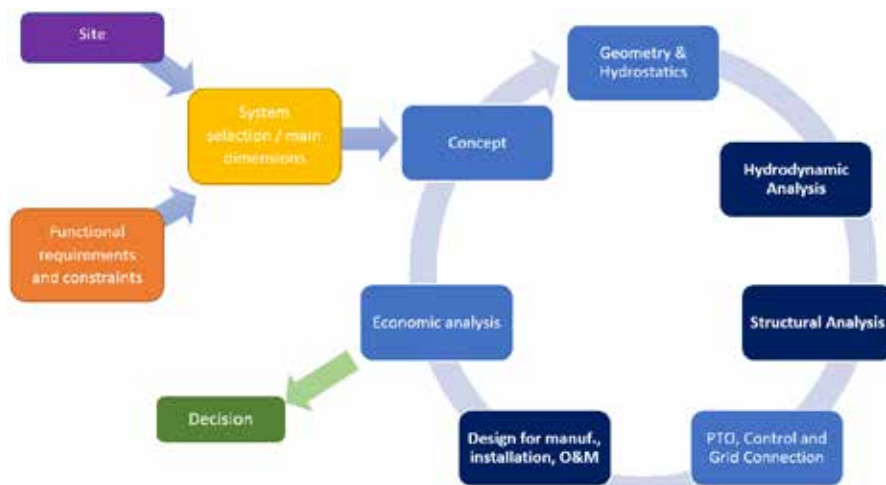 Site
System
selection / main
dimensions
Functional
requirements
and constraints
Concept
Geometry &
Hydrostatics
Hydrodynamic
Analysis
Structural Analysis
PTO, Control and
Grid Connection
Design for manuf.,
installation, O&M
Economic analysis
Decision